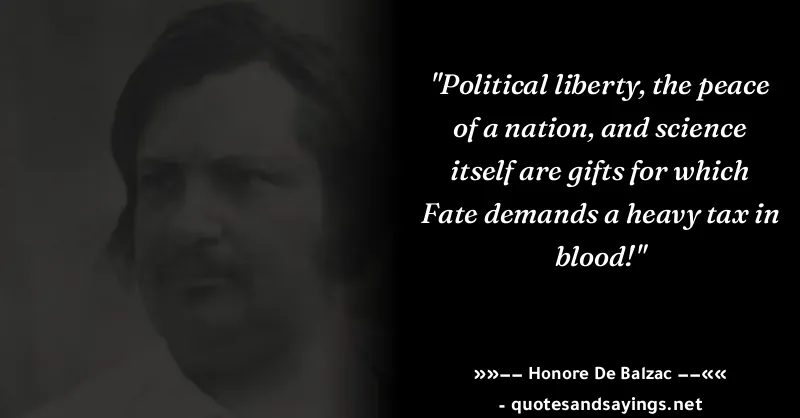 "Political liberty, the peace
of a nation, and science
itself are gifts for which
Fate demands a heavy tax in
blood!"
»»—— Honore De Balzac ——««
- quotesandsayings.net